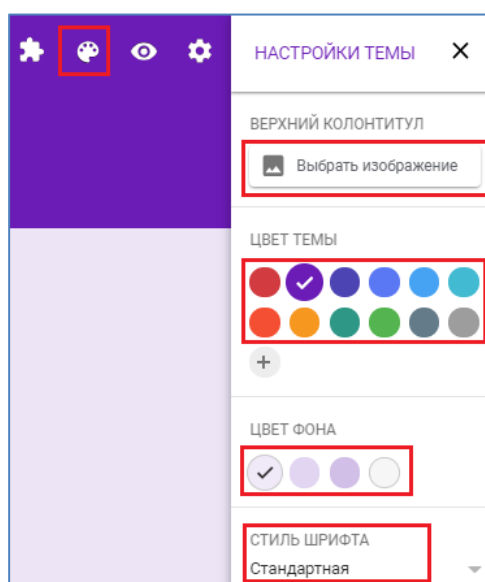 НАСТРОЙКИ ТЕМЫ
ВЕРХНИЙ КОЛОНТИТУЛ
Выбрать изображение
ЦВЕТ ТЕМЫ
ЦВЕТ ФОНА
СТИЛЬ ШРИФТА
Стандартная